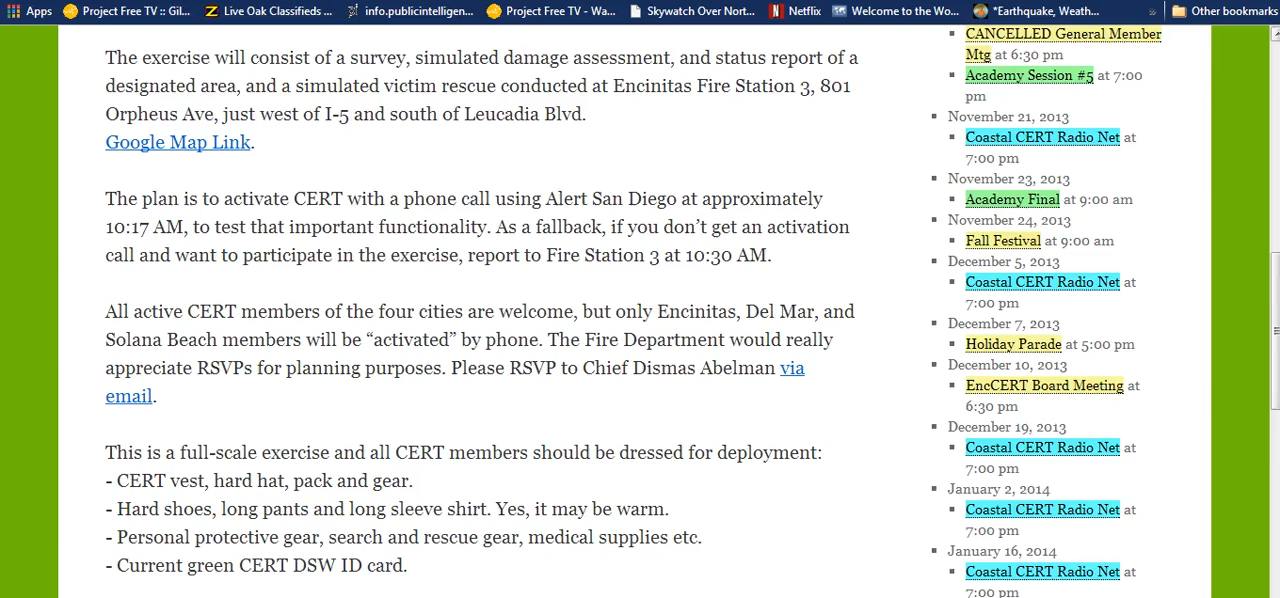 Apps
Project Free TV :: Gil...
Live Oak Classifieds ...
info.publicintelligen...
Project Free TV - Wa...
Skywatch Over Nort...
Netflix
Welcome to the Wo...
*Earthquake, Weath...
»
Other bookmarks
The exercise will consist of a survey, simulated damage assessment, and status report of a
designated area, and a simulated victim rescue conducted at Encinitas Fire Station 3, 801
Orpheus Ave, just west of I-5 and south of Leucadia Blvd.
Google Map Link.
The plan is to activate CERT with a phone call using Alert San Diego at approximately
10:17 AM, to test that important functionality. As a fallback, if you don’t get an activation
call and want to participate in the exercise, report to Fire Station 3 at 10:30 AM.
All active CERT members of the four cities are welcome, but only Encinitas, Del Mar, and
Solana Beach members will be “activated” by phone. The Fire Department would really
appreciate RSVPs for planning purposes. Please RSVP to Chief Dismas Abelman via
email.
This is a full-scale exercise and all CERT members should be dressed for deployment:
- CERT vest, hard hat, pack and gear.
- Hard shoes, long pants and long sleeve shirt. Yes, it may be warm.
- Personal protective gear, search and rescue gear, medical supplies etc.
- Current green CERT DSW ID card.
CANCELLED General Member
Mtg at 6:30 pm
Academy Session #5 at 7:00
pm
November 21, 2013
Coastal CERT Radio Net at
7:00 pm
November 23, 2013
Academy Final at 9:00 am
November 24, 2013
Fall Festival at 9:00 am
December 5, 2013
Coastal CERT Radio Net at
7:00 pm
December 7, 2013
Holiday Parade at 5:00 pm
December 10, 2013
EncCERT Board Meeting at
6:30 pm
December 19, 2013
Coastal CERT Radio Net at
7:00 pm
January 2, 2014
Coastal CERT Radio Net at
7:00 pm
January 16, 2014
Coastal CERT Radio Net at
7:00 pm